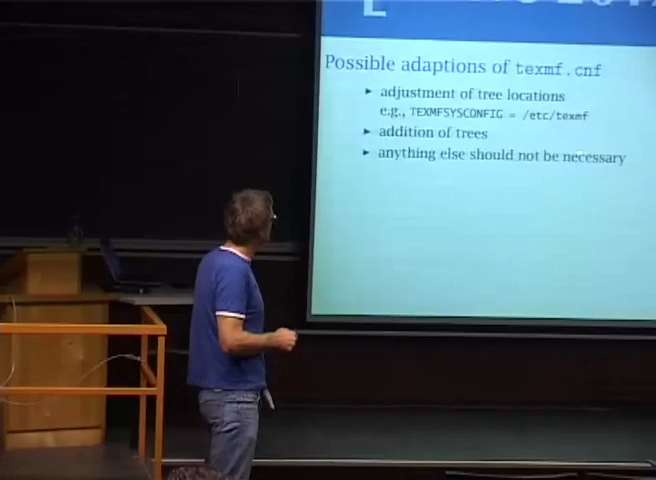 Possible adaptions of texmf.cnf
► adjustment of tree locations
e.g., TEXMFSYSCONFIG = /etc/texmf
► addition of trees
► anything else should not be necessary